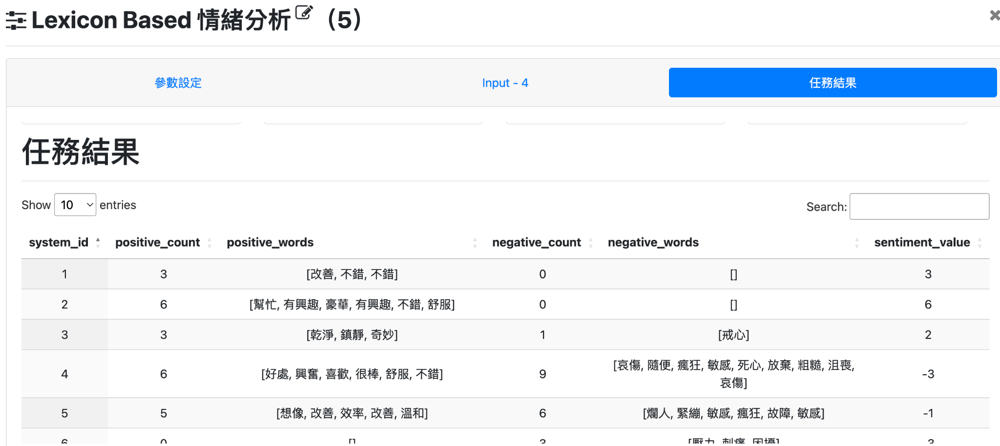 Lexicon Based 情緒分析 (5)
參數設定 Input - 4 任務結果
任務結果
Show 10 entries Search:
system_id positive_count positive_words negative_count negative_words sentiment_value
1 3 [改善, 不錯, 不錯] 0 [] 3
2 6 [幫忙, 有興趣, 豪華, 有興趣, 不錯, 舒服] 0 [] 6
3 3 [乾淨, 鎮靜, 奇妙] 1 [戒心] 2
4 6 [好處, 興奮, 喜歡, 很棒, 舒服, 不錯] 9 [哀傷, 隨便, 瘋狂, 敏感, 死心, 放棄, 粗糙, 沮喪,
哀傷] -3
5 5 [想像, 改善, 效率, 改善, 溫和] 6 [爛人, 緊繃, 敏感, 瘋狂, 故障, 敏感] -1
6 0 [] 3 [壓力, 刺痛, 困擾] -3